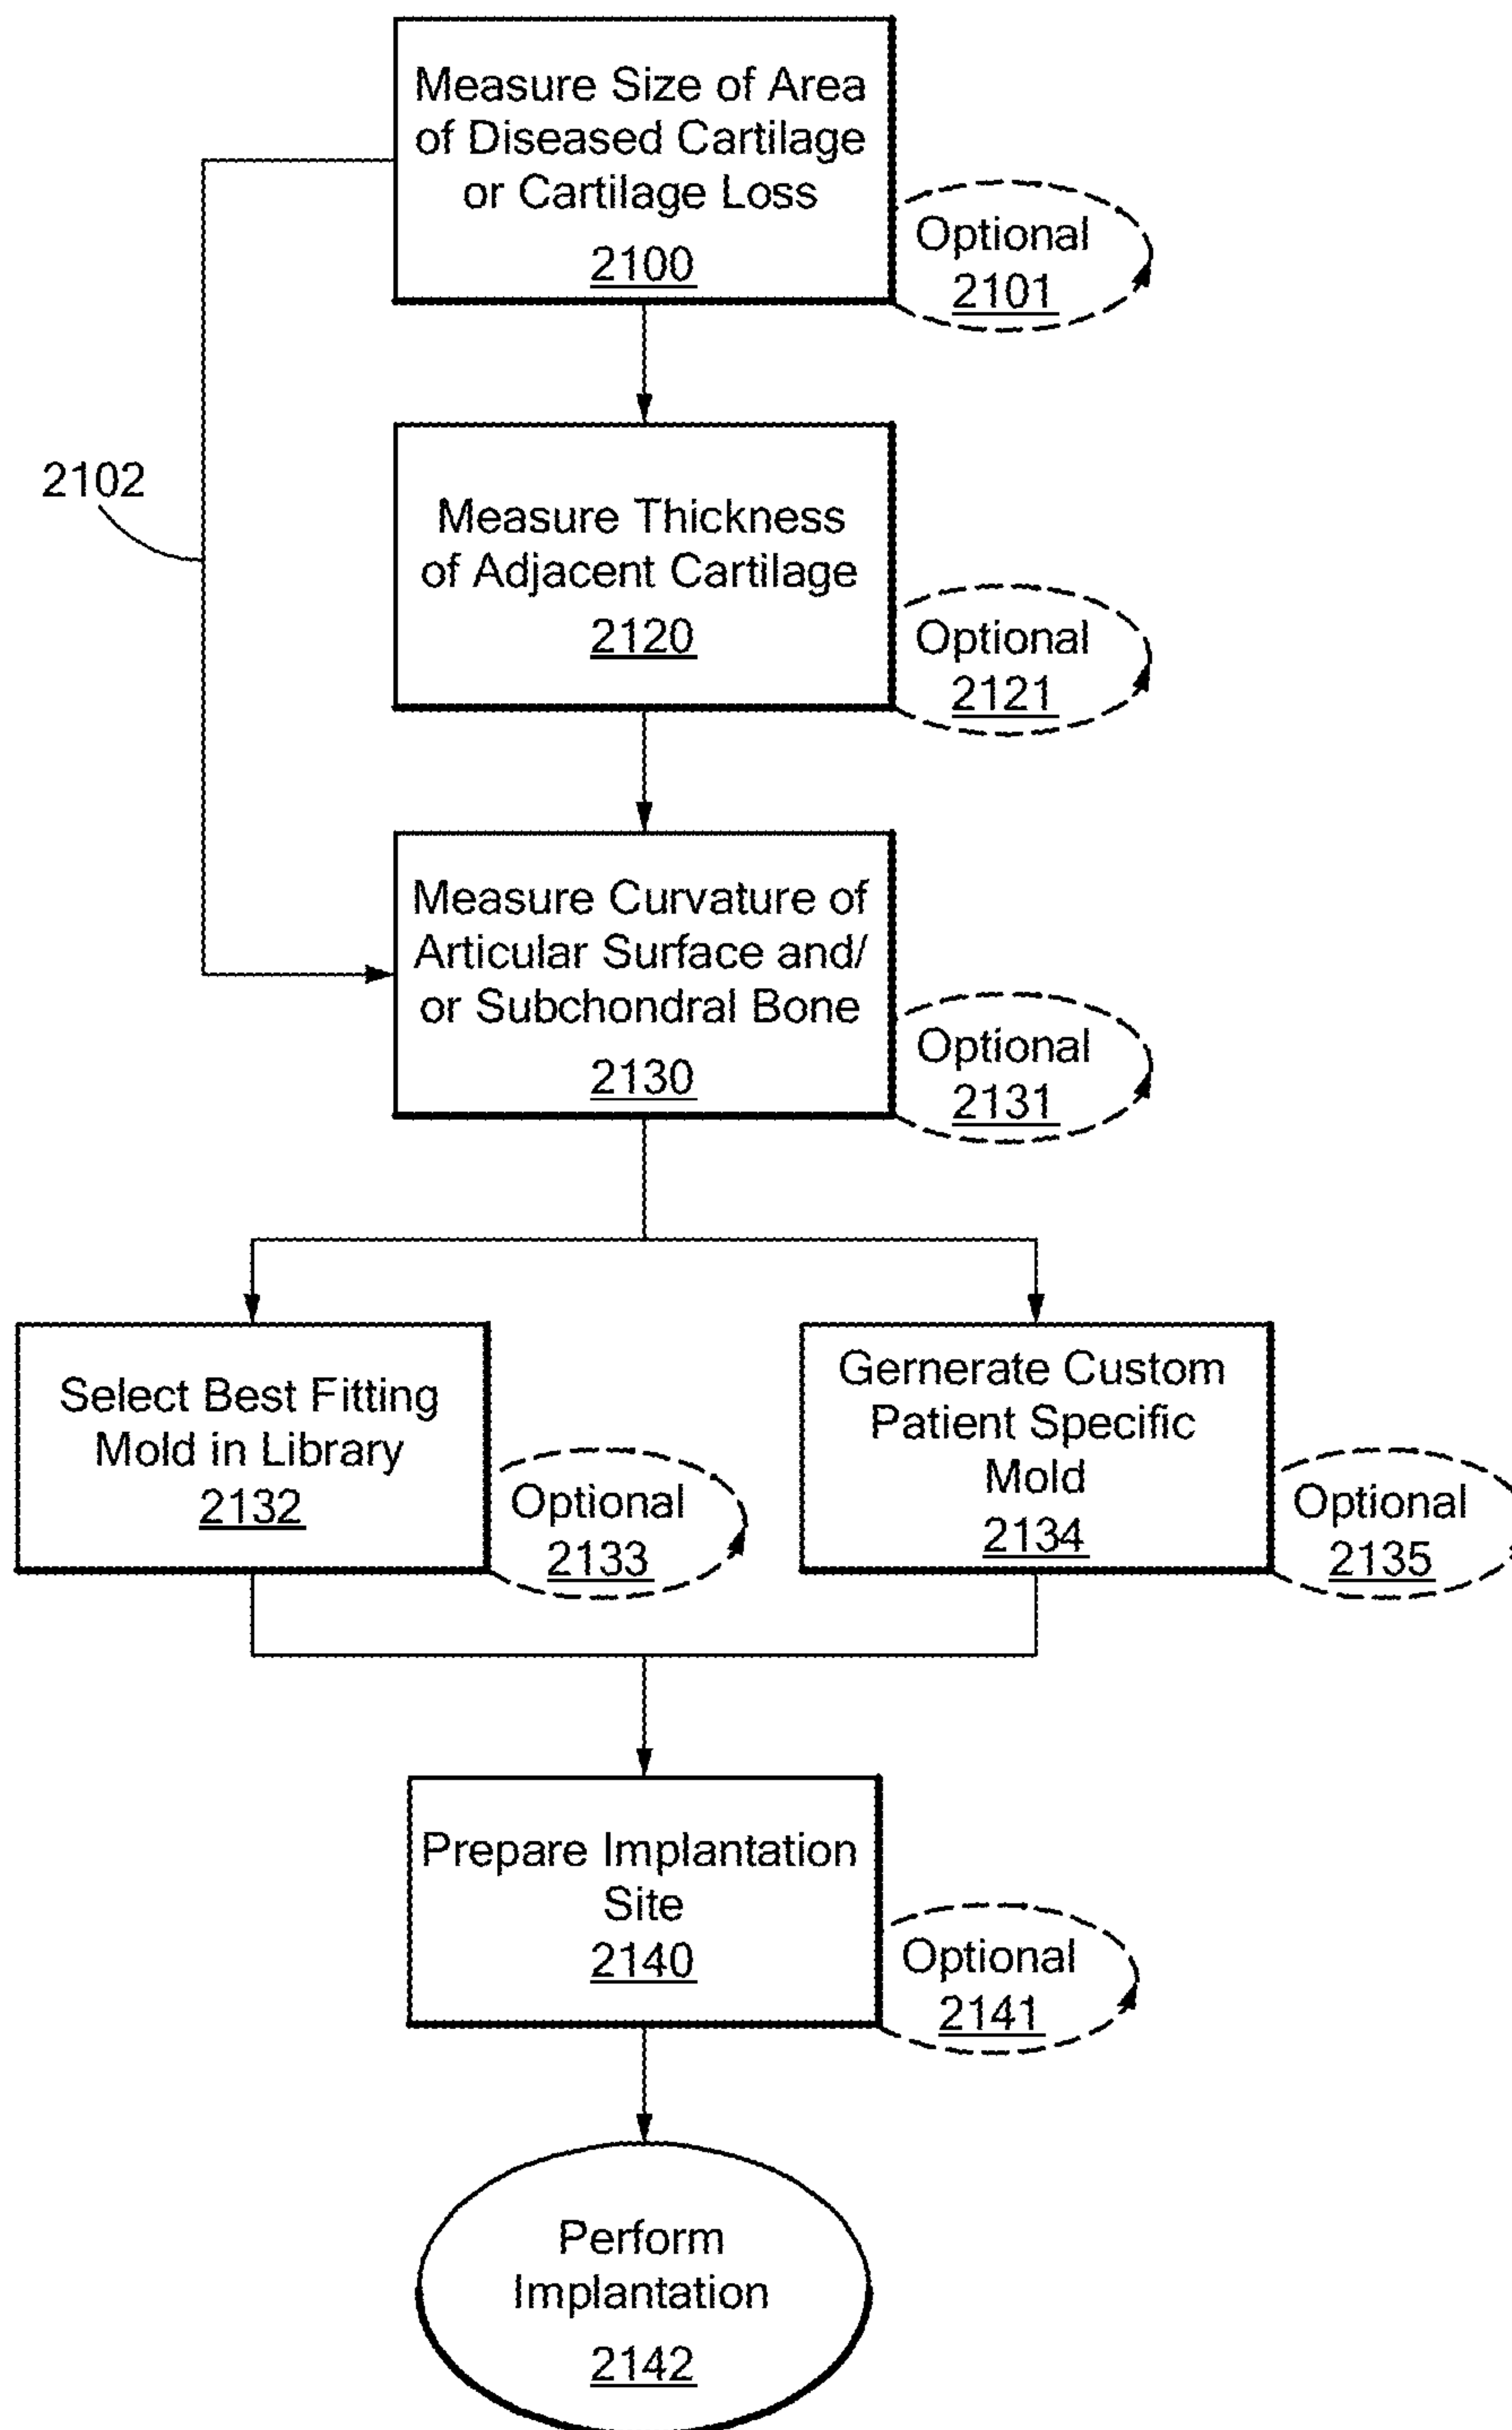 Measure Size of Area
of Diseased Cartilage
or Cartilage Loss
2100
Optional
2101
2102
Measure Thickness
of Adjacent Cartilage
2120
Optional
2121
Measure Curvature of
Articular Surface and/
or Subchondral Bone
2130
Optional
2131
Select Best Fitting
Mold in Library
2132
Optional
2133
Gernerate Custom
Patient Specific
Mold
2134
Optional
2135
Prepare Implantation
Site
2140
Optional
2141
Perform
Implantation
2142